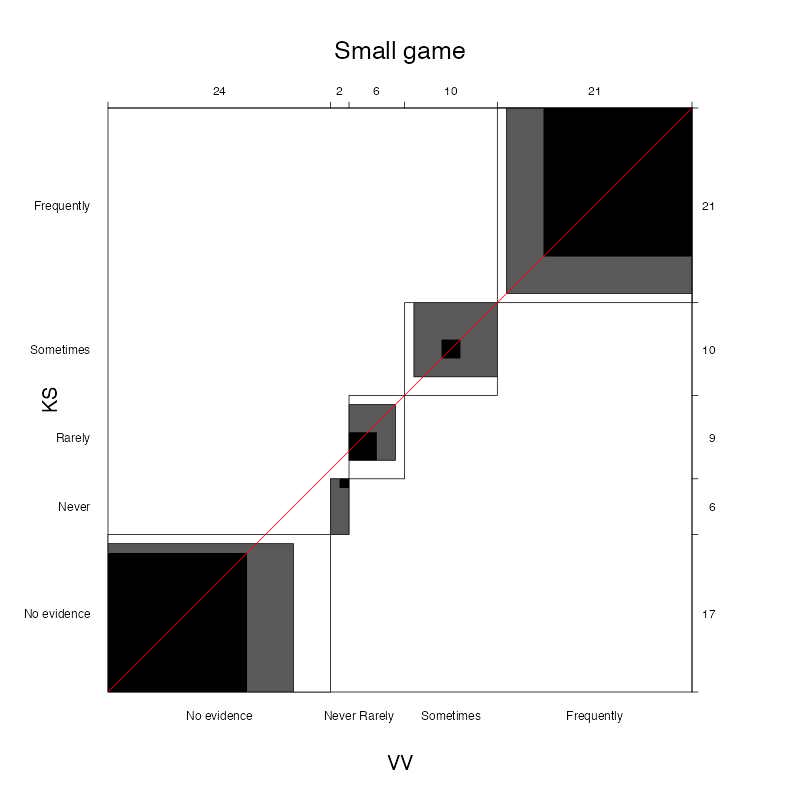 Small game
24 2 6 10 21
Frequently 21
Sometimes 10
KS
Rarely 9
Never 6
No evidence 17
No evidence Never Rarely Sometimes Frequently
VV